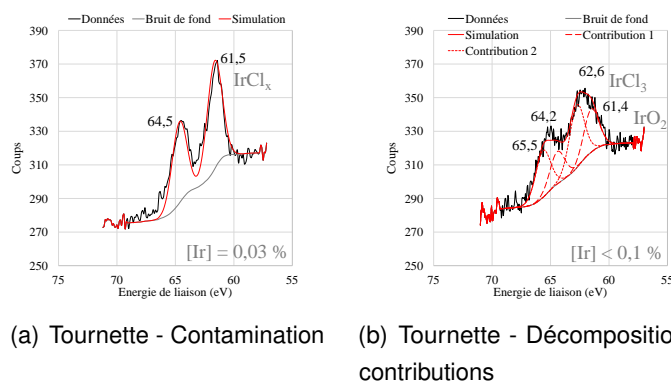 Données Bruit de fond Simulation
390
370
350
330
310
290
270
250
Coups
61,5
IrClx
64,5
[Ir] = 0,03 %
75 70 65 60 55
Energie de liaison (eV)
(a) Tournette - Contamination
Données Bruit de fond
Simulation Contribution 1
Contribution 2
390
370
350
330
310
290
270
250
Coups
62,6
IrCl3
64,2
61,4
IrO2
65,5
[Ir] < 0,1 %
75 70 65 60 55
Energie de liaison (eV)
(b) Tournette - Décompositio
contributions